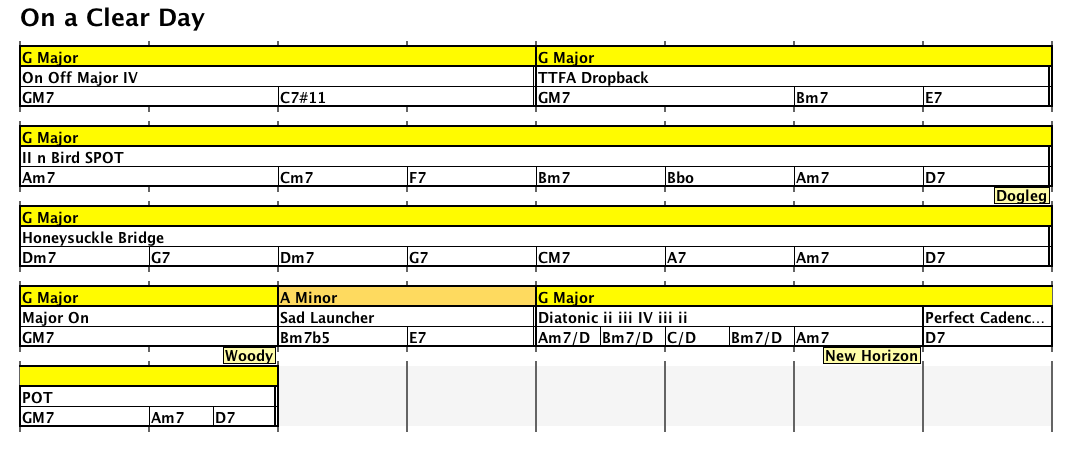 On a Clear Day
G Major G Major
On Off Major IV TTFA Dropback
GM7 C7#11 GM7 Bm7 E7
G Major
II n Bird SPOT
Am7 Cm7 F7 Bm7 Bbo Am7 D7
Dogleg
G Major
Honeysuckle Bridge
Dm7 G7 Dm7 G7 CM7 A7 Am7 D7
G Major A Minor G Major
Major On Sad Launcher Diatonic ii iii IV iii ii Perfect Cadenc...
GM7 Bm7b5 E7 Am7/D Bm7/D C/D Bm7/D Am7 D7
Woody New Horizon
POT
GM7 Am7 D7